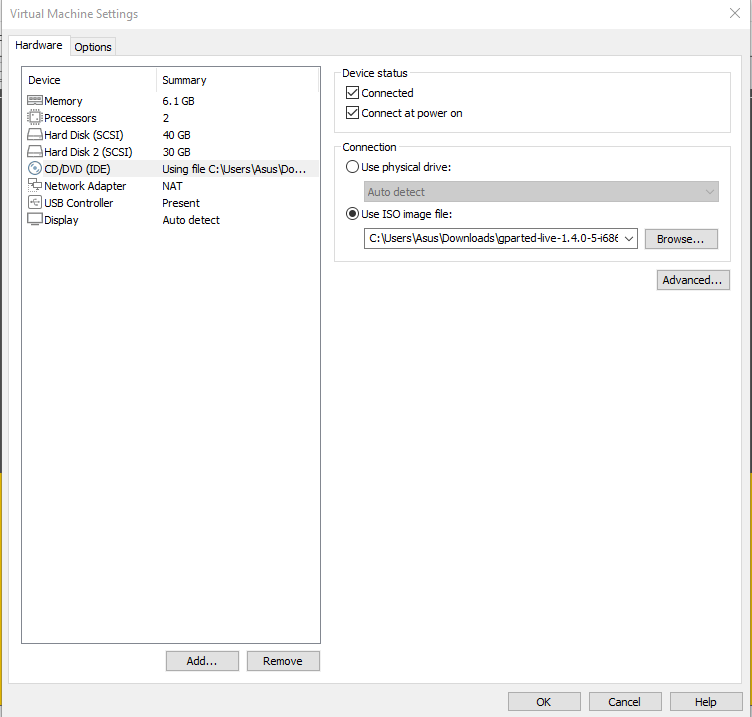 Virtual Machine Settings
Hardware
Options
Device Summary
Memory 6.1 GB
Processors 2
Hard Disk (SCSI) 40 GB
Hard Disk 2 (SCSI) 30 GB
CD/DVD (IDE) Using file C:\Users\Asus\Do...
Network Adapter NAT
USB Controller Present
Display Auto detect
Add...
Remove
Device status
Connected
Connect at power on
Connection
Use physical drive:
Auto detect
Use ISO image file:
C:\Users\Asus\Downloads\gparted-live-1.4.0-5-i686
Browse...
Advanced...
OK
Cancel
Help